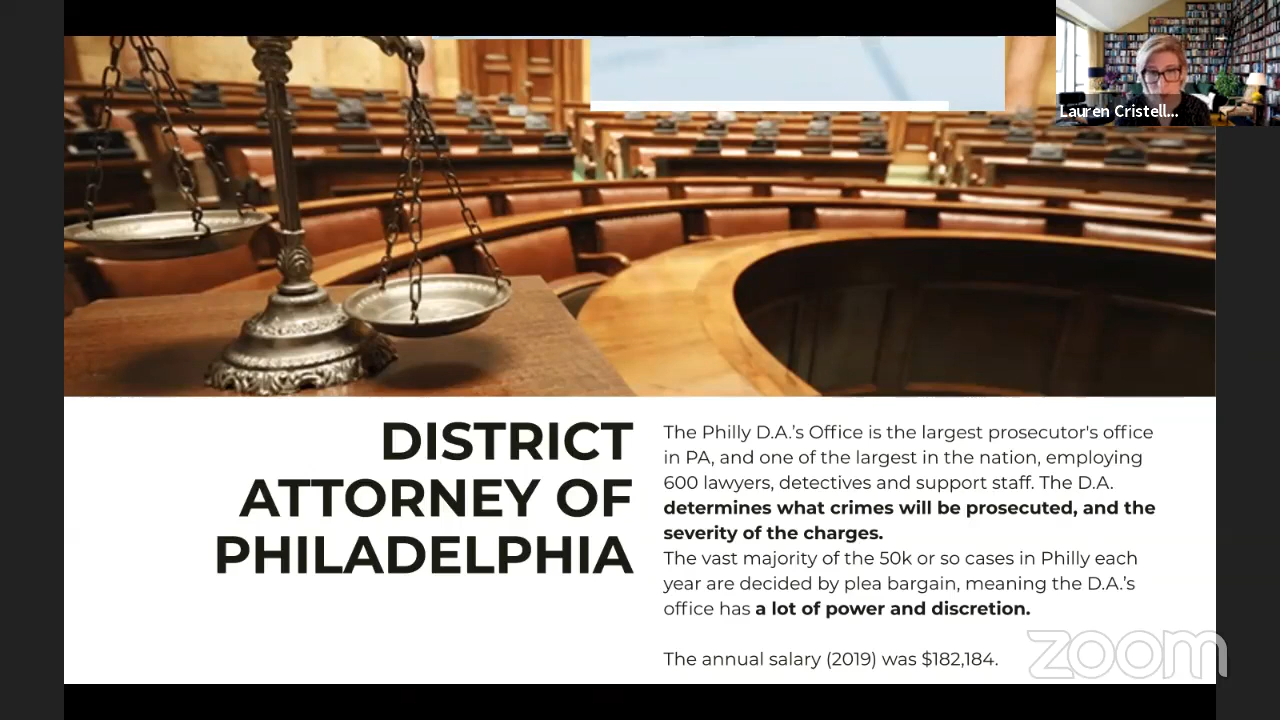 Lauren Cristell...
DISTRICT
ATTORNEY OF
PHILADELPHIA
The Philly D.A.'s Office is the largest prosecutor's office
in PA, and one of the largest in the nation, employing
600 lawyers, detectives and support staff. The D.A.
determines what crimes will be prosecuted, and the
severity of the charges.
The vast majority of the 50k or so cases in Philly each
year are decided by plea bargain, meaning the D.A.'s
office has a lot of power and discretion.
The annual salary (2019) was $182,184.
zoom